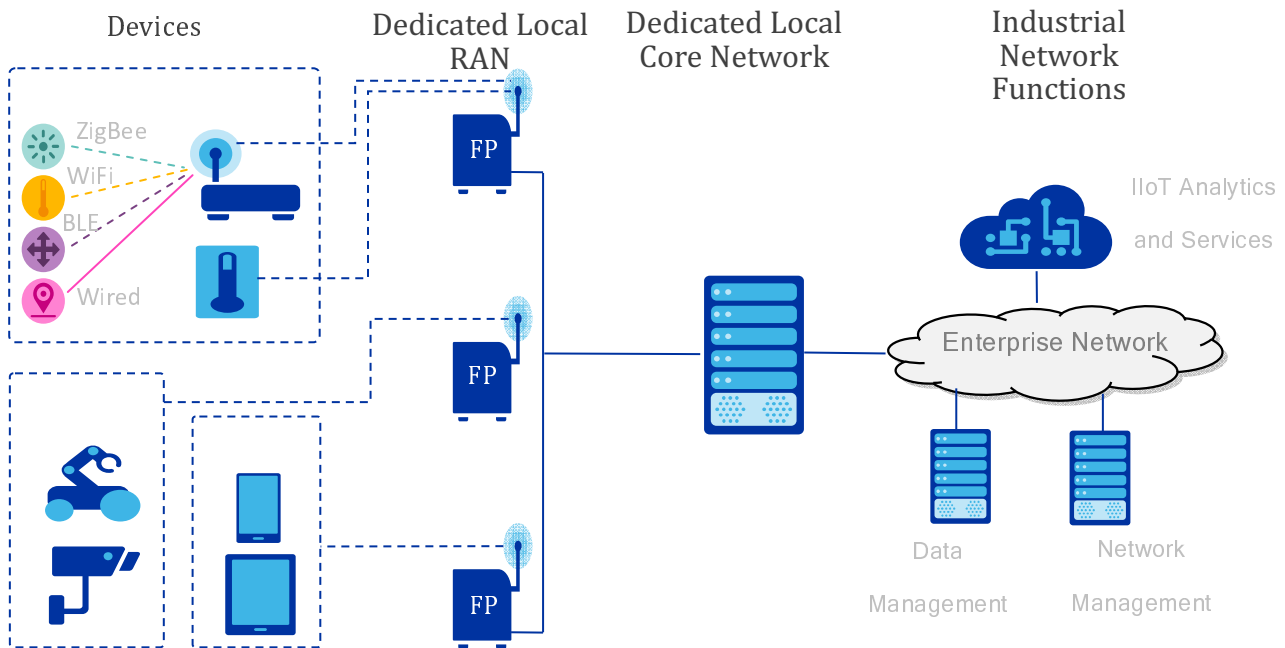 Devices
Dedicated Local
RAN
Dedicated Local
Core Network
Industrial
Network
Functions
ZigBee
WiFi
BLE
Wired
FP
FP
FP
IIoT Analytics
and Services
Enterprise Network
Data
Management
Network
Management